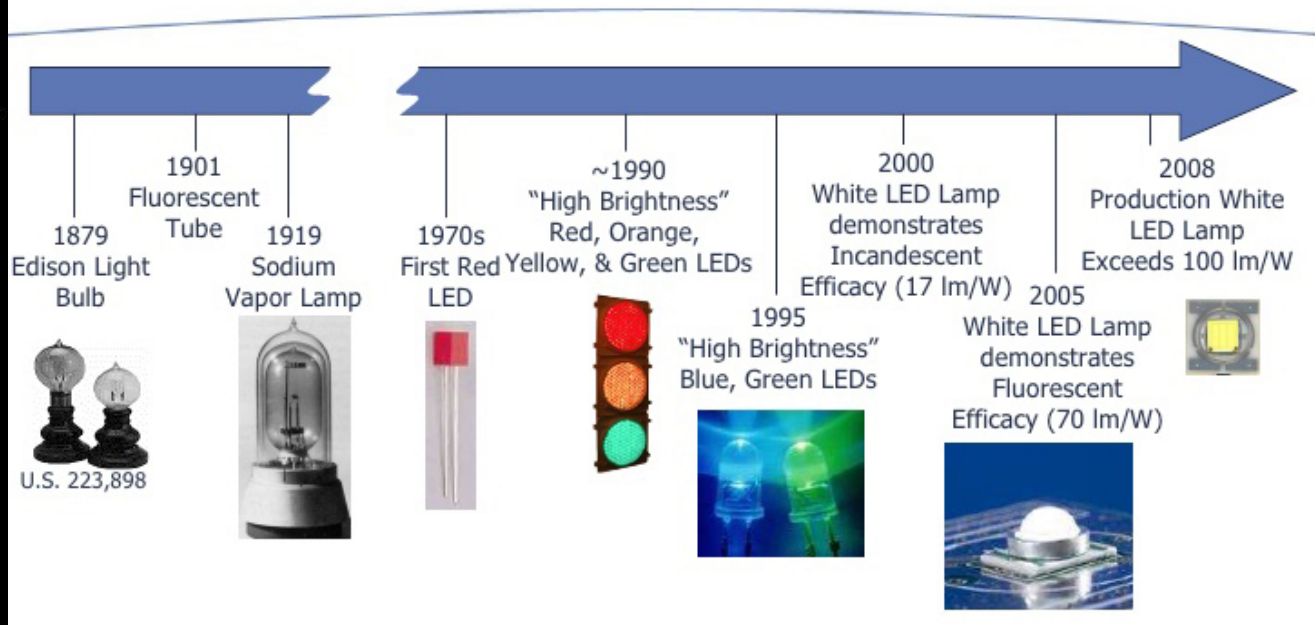 1879
Edison Light
Bulb
U.S. 223,898
1901
Fluorescent
Tube
1919
Sodium
Vapor Lamp
1970s
First Red
LED
~1990
“High Brightness”
Red, Orange,
Yellow, & Green LEDs
1995
“High Brightness”
Blue, Green LEDs
2000
White LED Lamp
demonstrates
Incandescent
Efficacy (17 lm/W)
2005
White LED Lamp
demonstrates
Fluorescent
Efficacy (70 lm/W)
2008
Production White
LED Lamp
Exceeds 100 lm/W